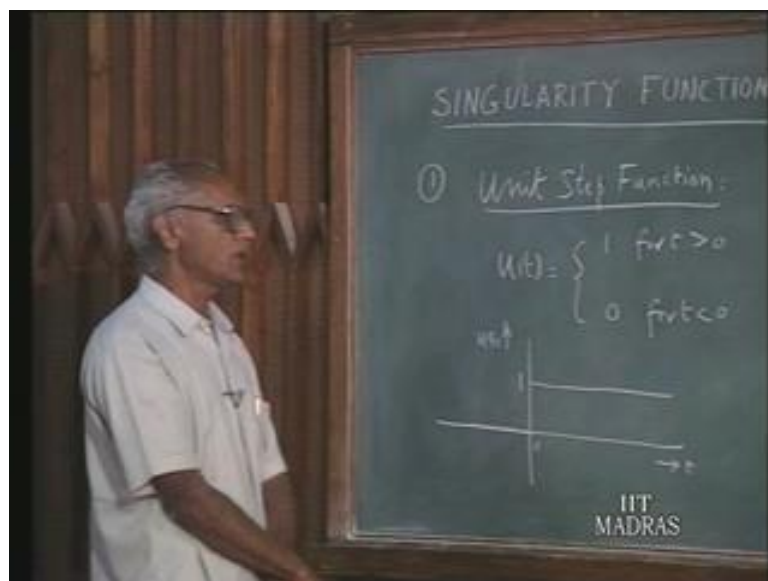 SINGULARITY FUNCTION
① Unit Step Function.
u(t) = { 1 for t > 0
0 for t < 0
u(t)
1
0
→ t
IIT
MADRAS